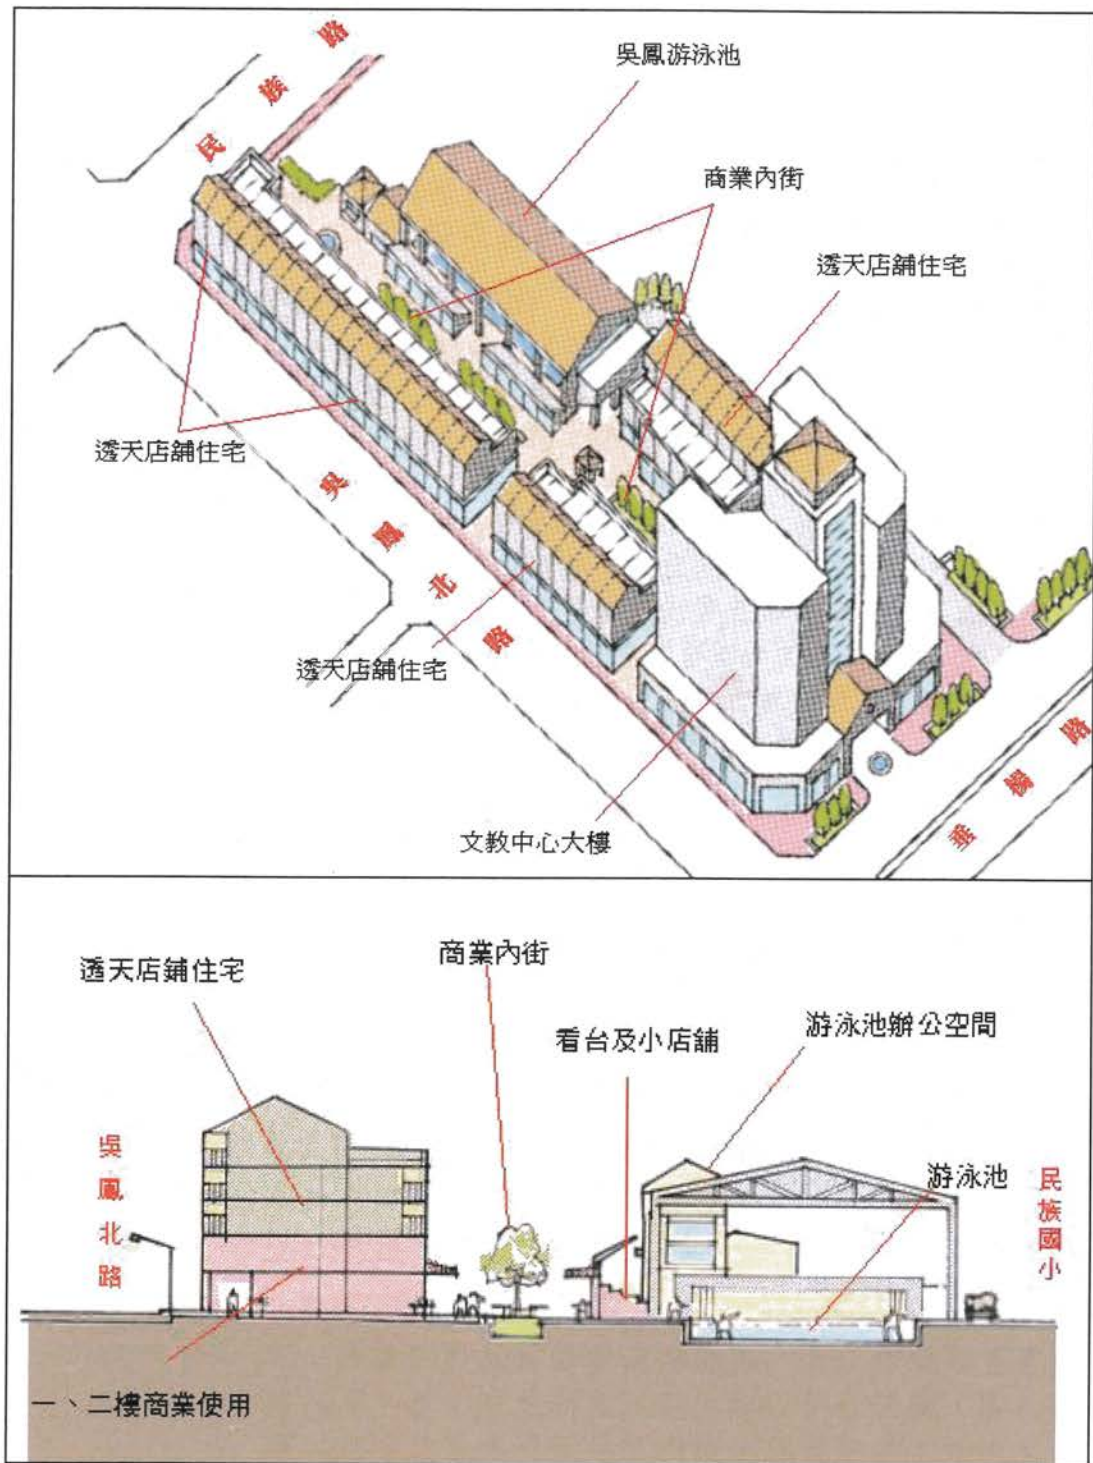 民族路
吳鳳游泳池
商業內街
透天店舖住宅
透天店舖住宅
吳鳳北路
透天店舖住宅
文教中心大樓
垂楊路
透天店鋪住宅
商業內街
看台及小店舖
游泳池辦公空間
游泳池
吳鳳北路
民族國小
一、二樓商業使用